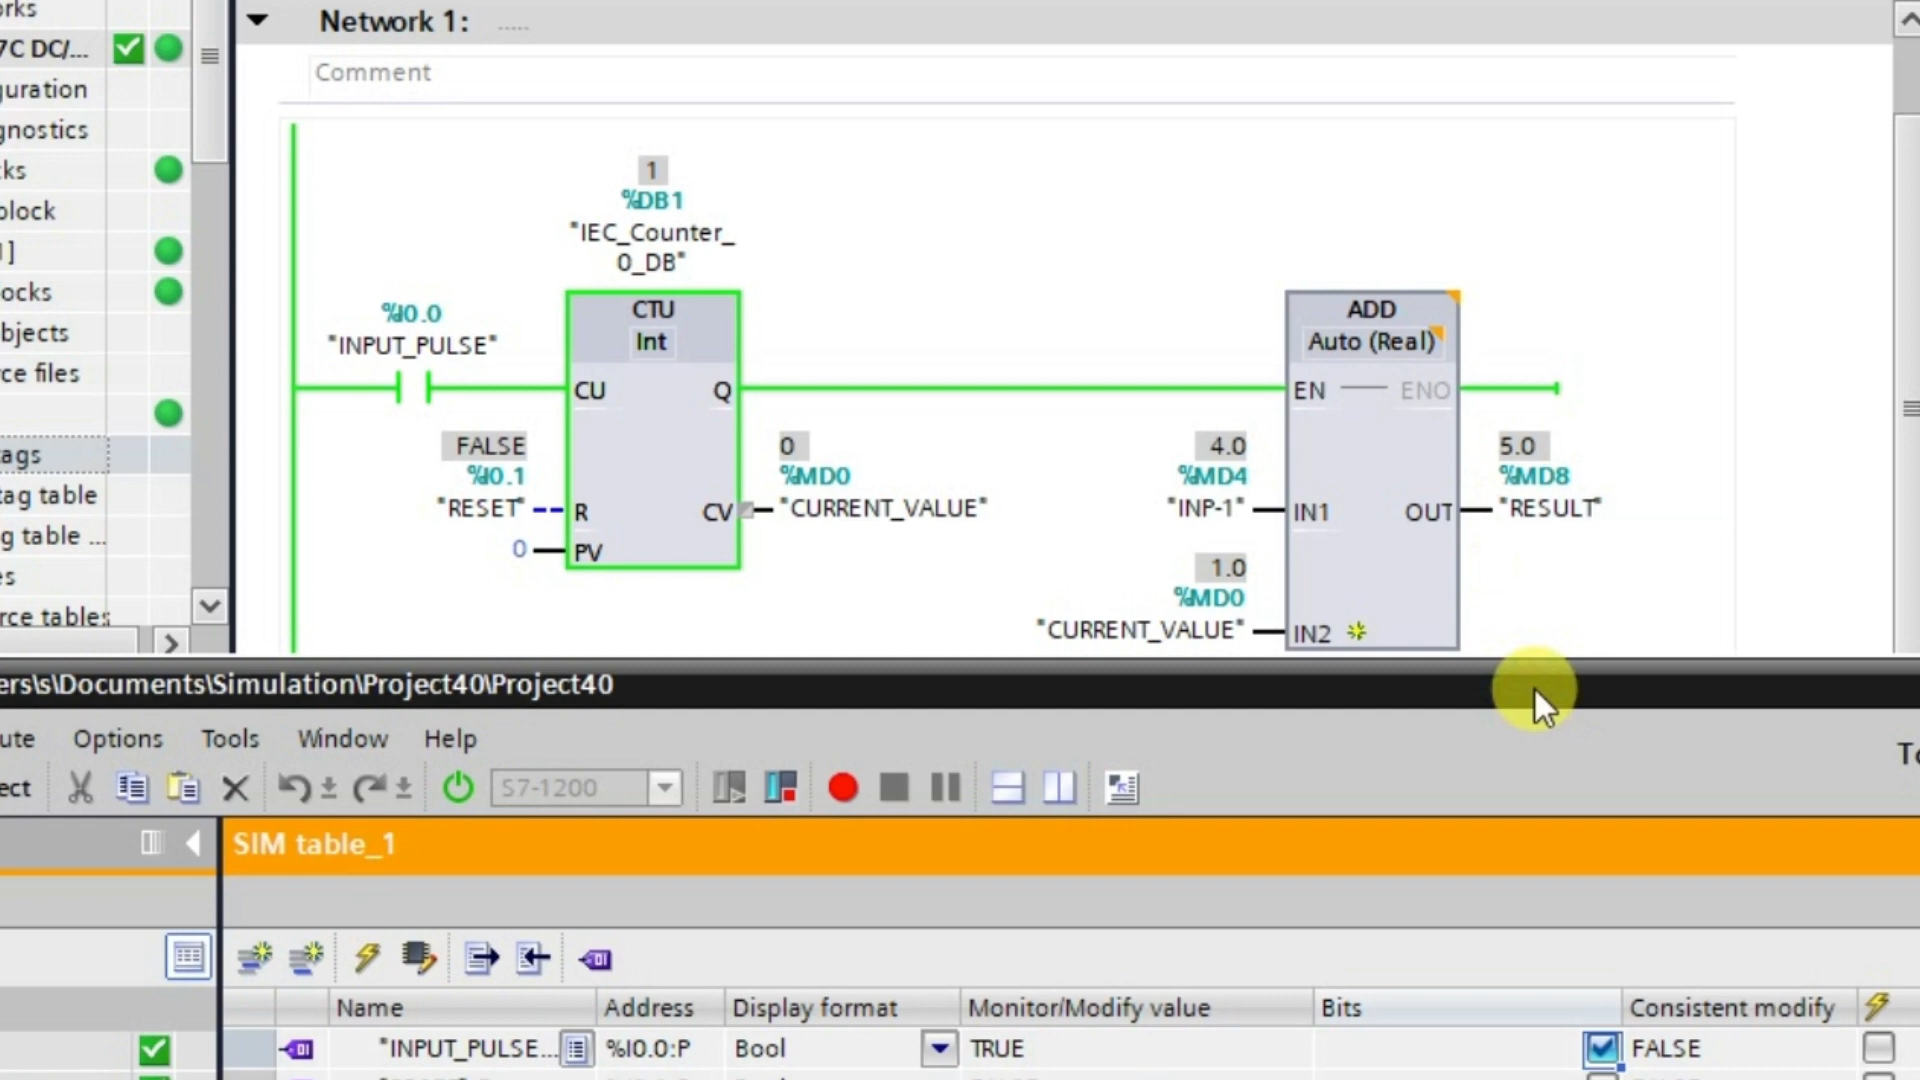 orks
7C DC/...
guration
gnostics
ks
block
1]
ocks
bjects
ce files
ags
tag table
g table ...
es
rce tables
Network 1: .....
Comment
1
%DB1
"IEC_Counter_
0_DB"
%I0.0
"INPUT_PULSE"
CTU
Int
CU Q
FALSE
%I0.1
"RESET"
R
0
PV
CV
0
%MD0
"CURRENT_VALUE"
ADD
Auto (Real)
EN ENO
4.0
%MD4
"INP-1"
IN1 OUT
5.0
%MD8
"RESULT"
1.0
%MD0
"CURRENT_VALUE"
IN2
ers\s\Documents\Simulation\Project40\Project40
ute Options Tools Window Help
To
ect S7-1200
SIM table_1
Name Address Display format Monitor/Modify value Bits Consistent modify
"INPUT_PULSE... %I0.0:P Bool TRUE FALSE